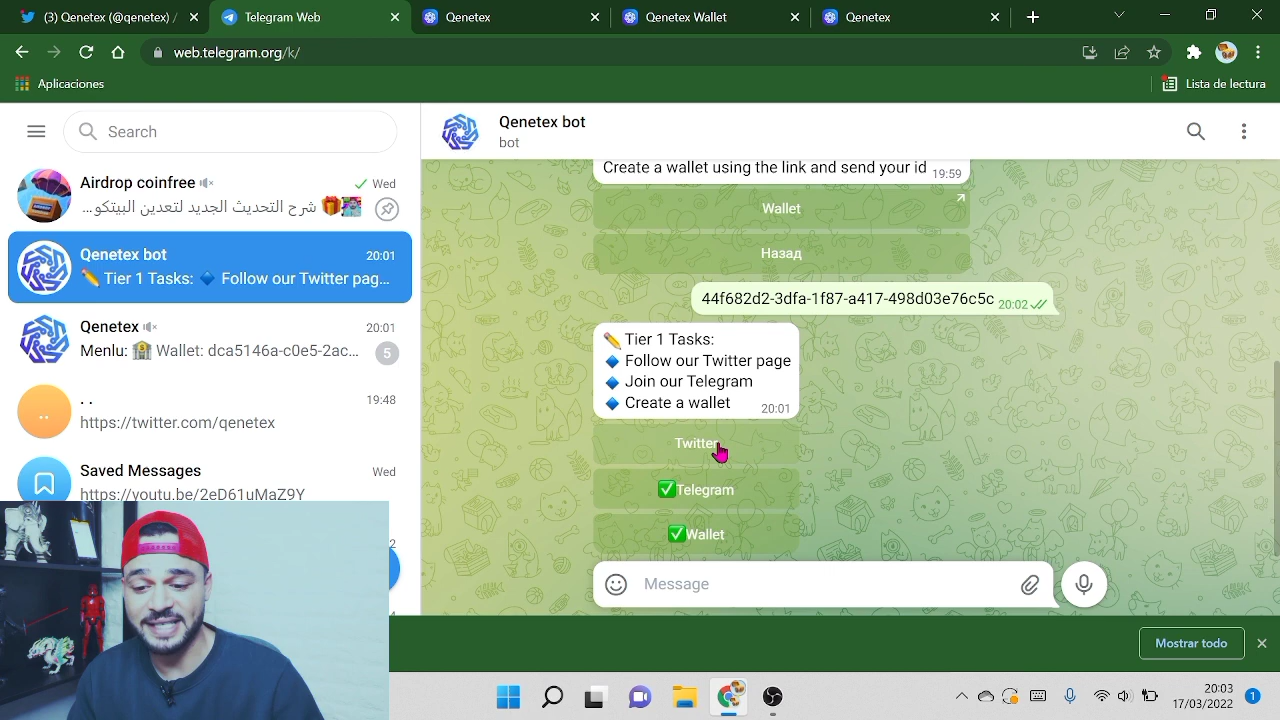 (3) Qenetex (@qenetex) /
Telegram Web
Qenetex
Qenetex Wallet
Qenetex
web.telegram.org/k/
Aplicaciones
Lista de lectura
Search
Airdrop coinfree
Wed
شرح التحديث الجديد لتعدين البيتكو...
Qenetex bot
20:01
✏️ Tier 1 Tasks: 🔷 Follow our Twitter pag...
Qenetex
20:01
Menlu: 🏦 Wallet: dca5146a-c0e5-2ac...
5
. .
19:48
..
https://twitter.com/qenetex
Saved Messages
Wed
https://youtu.be/2eD61uMaZ9Y
2
4
Qenetex bot
bot
Create a wallet using the link and send your id 19:59
Wallet
Назад
44f682d2-3dfa-1f87-a417-498d03e76c5c 20:02
✏️ Tier 1 Tasks:
🔷 Follow our Twitter page
🔷 Join our Telegram
🔷 Create a wallet 20:01
Twitter
✅Telegram
✅Wallet
Message
Mostrar todo
20:03
17/03/2022
1